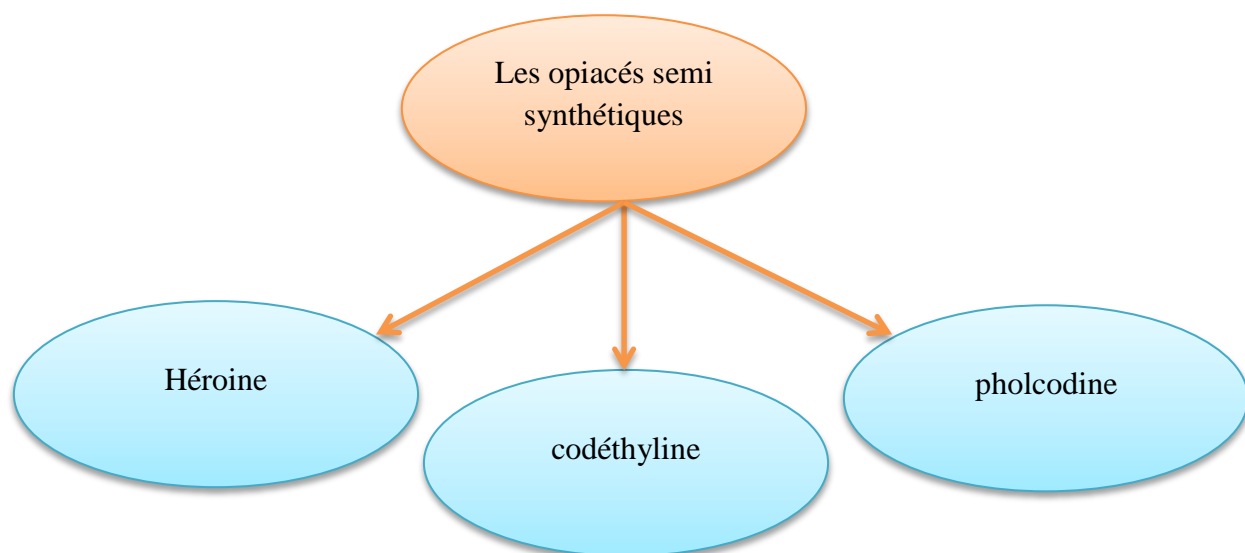 Les opiacés semi
synthétiques
Héroine
codéthyline
pholcodine